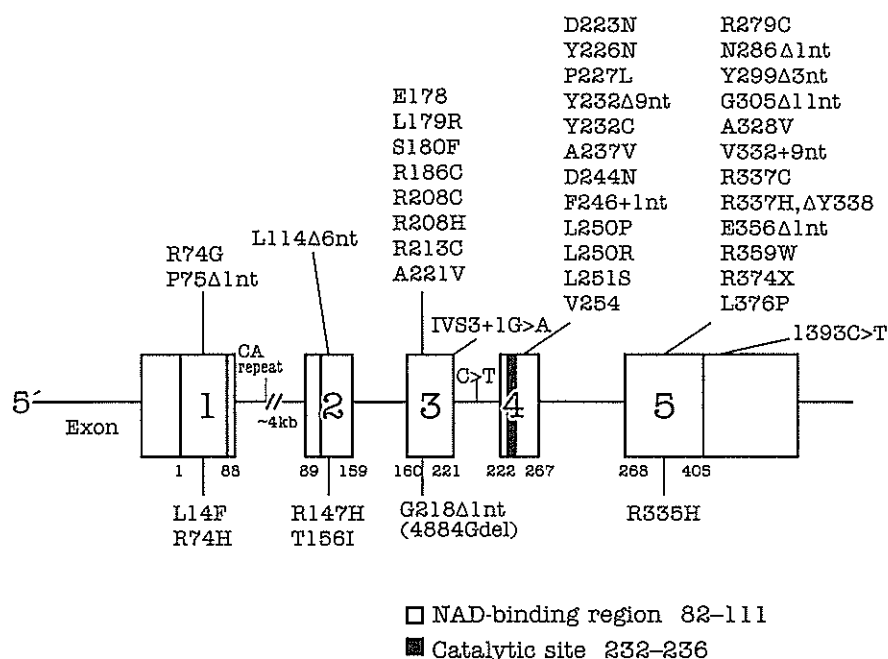 D223N
Y226N
P227L
Y232Δ9nt
Y232C
A237V
D244N
F246+1nt
L250P
L250R
L251S
V254
R279C
N286Δ1nt
Y299Δ3nt
G305Δ11nt
A328V
V332+9nt
R337C
R337H,ΔY338
E356Δ1nt
R359W
R374X
L376P
E178
L179R
S180F
R186C
R208C
R208H
R213C
A221V
L114Δ6nt
R74G
P75Δ1nt
IVS3+1G>A
1393C>T
CA
repeat
C>T
5´
1
2
3
4
5
Exon
~4kb
1 88
89 159
160 221
222 267
268 405
L14F
R74H
R147H
T156I
G218Δ1nt
(4884Gdel)
R335H
NAD-binding region 82–111
Catalytic site 232–236